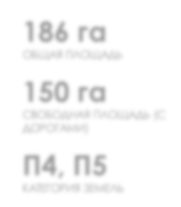 186 га
ОБЩАЯ ПЛОЩАДЬ
150 га
СВОБОДНАЯ ПЛОЩАДЬ (С
ДОРОГАМИ)
П4, П5
КАТЕГОРИЯ ЗЕМЕЛЬ